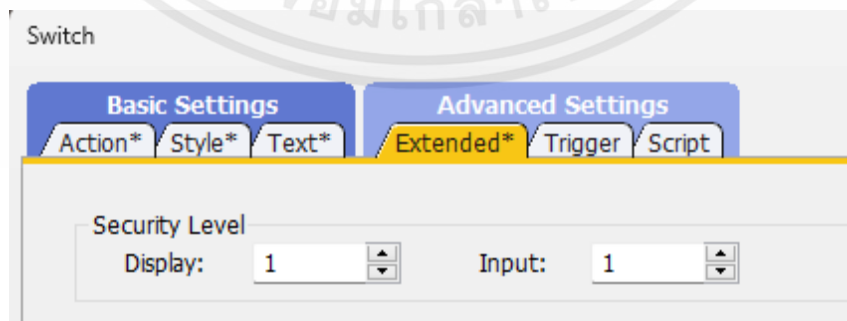 Switch
Basic Settings
Advanced Settings
Action* Style* Text* Extended* Trigger Script
Security Level
Display: 1 Input: 1